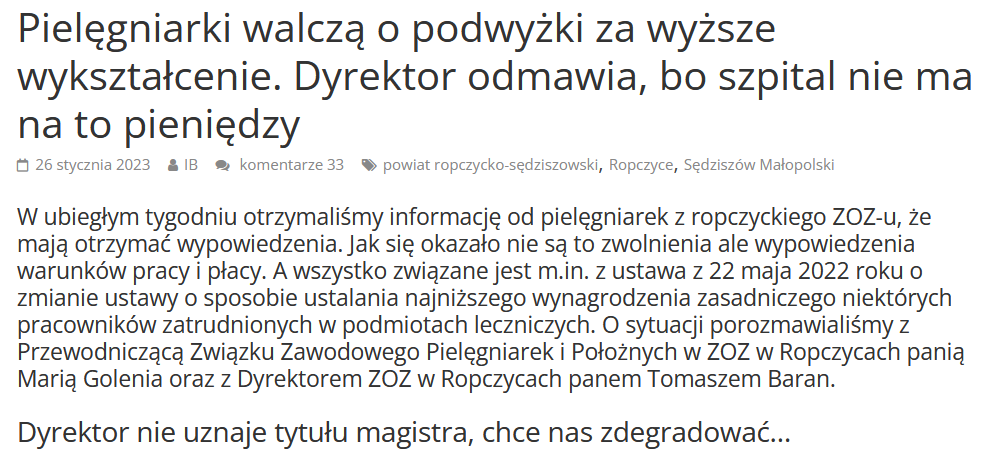 Pielęgniarki walczą o podwyżki za wyższe
wykształcenie. Dyrektor odmawia, bo szpital nie ma
na to pieniędzy
26 stycznia 2023 IB komentarze 33 powiat ropczycko-sędziszowski, Ropczyce, Sędziszów Małopolski
W ubiegłym tygodniu otrzymaliśmy informację od pielęgniarek z ropczyckiego ZOZ-u, że
mają otrzymać wypowiedzenia. Jak się okazało nie są to zwolnienia ale wypowiedzenia
warunków pracy i płacy. A wszystko związane jest m.in. z ustawa z 22 maja 2022 roku o
zmianie ustawy o sposobie ustalania najniższego wynagrodzenia zasadniczego niektórych
pracowników zatrudnionych w podmiotach leczniczych. O sytuacji porozmawialiśmy z
Przewodniczącą Związku Zawodowego Pielęgniarek i Położnych w ZOZ w Ropczycach panią
Marią Golenia oraz z Dyrektorem ZOZ w Ropczycach panem Tomaszem Baran.
Dyrektor nie uznaje tytułu magistra, chce nas zdegradować...